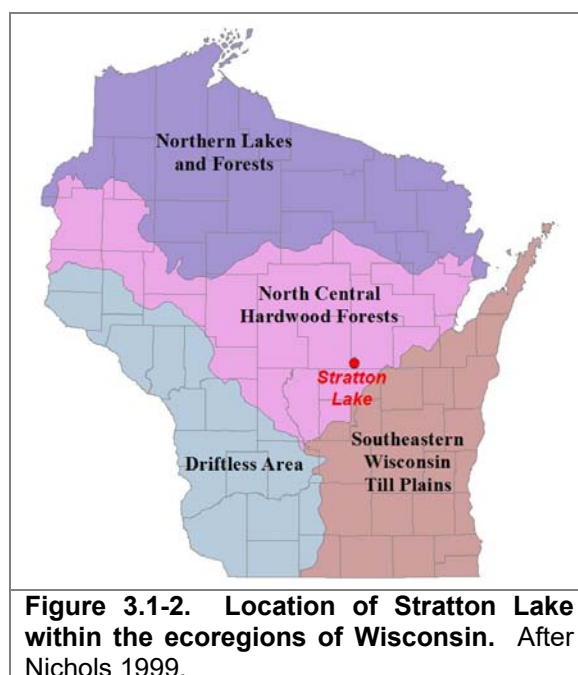 Northern Lakes
and Forests
North Central
Hardwood Forests
Stratton
Lake
Southeastern
Wisconsin
Till Plains
Driftless Area
Figure 3.1-2. Location of Stratton Lake
within the ecoregions of Wisconsin. After
Nichols 1999.